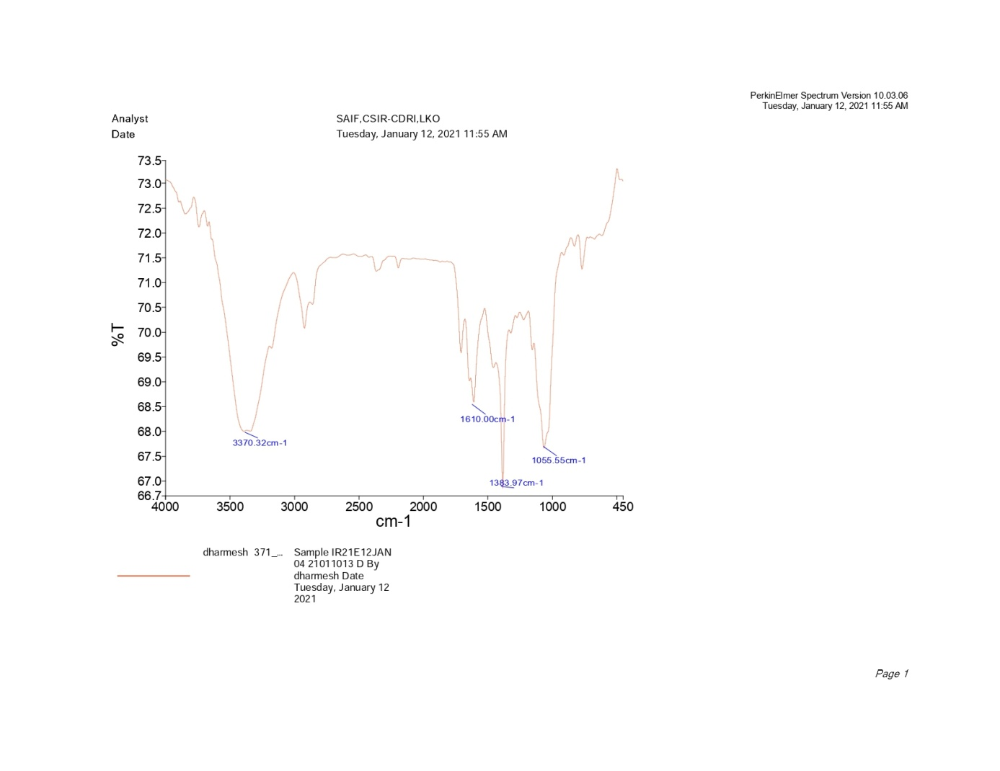 PerkinElmer Spectrum Version 10.03.06
Tuesday, January 12, 2021 11:55 AM
Analyst SAIF,CSIR-CDRI,LKO
Date Tuesday, January 12, 2021 11:55 AM
73.5
73.0
72.5
72.0
71.5
71.0
70.5
70.0
69.5
69.0
68.5
68.0
67.5
67.0
66.7
%T
3370.32cm-1
1610.00cm-1
1383.97cm-1
1055.55cm-1
4000 3500 3000 2500 2000 1500 1000 450
cm-1
dharmesh 371_... Sample IR21E12JAN
04 21011013 D By
dharmesh Date
Tuesday, January 12
2021
Page 1